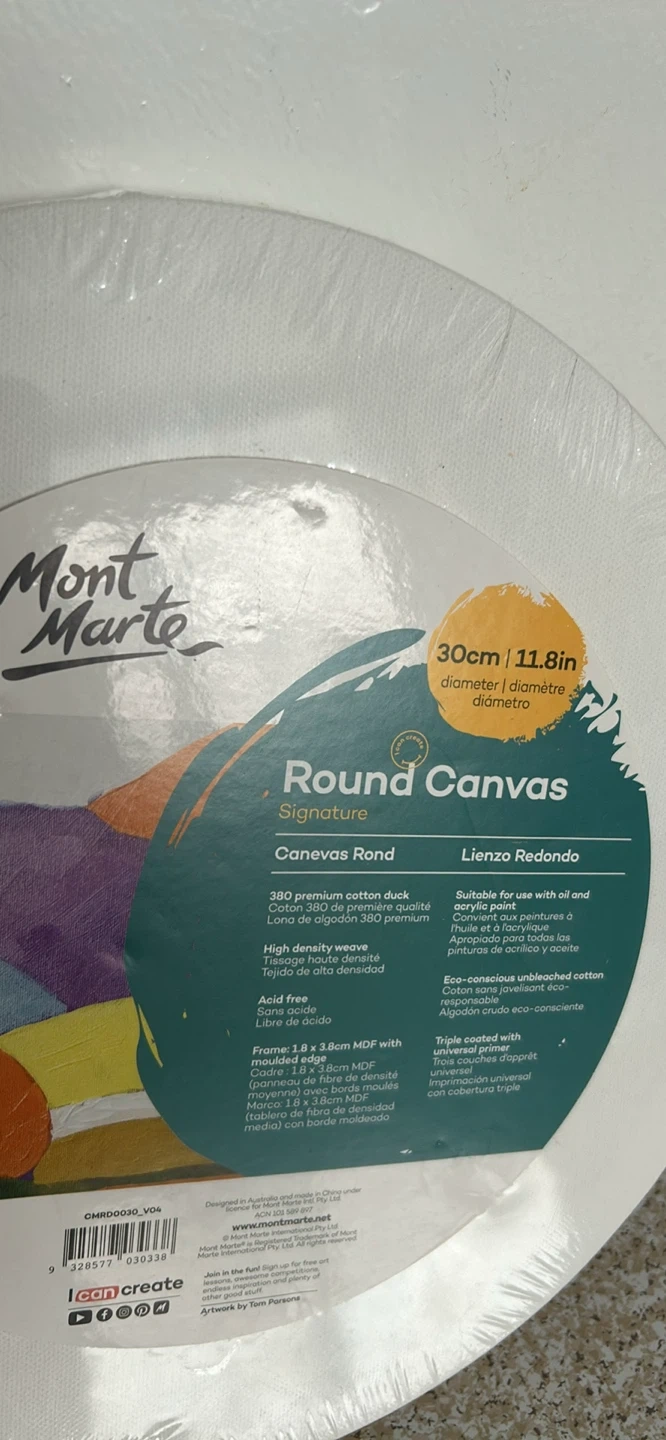 Mont
Marte
30cm | 11.8in
diameter | diamètre
diámetro
I can create
Round Canvas
Signature
Canevas Rond
Lienzo Redondo
380 premium cotton duck
Coton 380 de première qualité
Lona de algodón 380 premium
High density weave
Tissage haute densité
Tejido de alta densidad
Acid free
Sans acide
Libre de ácido
Frame: 1.8 x 3.8cm MDF with
moulded edge
Cadre : 1.8 x 3.8cm MDF
(panneau de fibre de densité
moyenne) avec bords moulés
Marco: 1.8 x 3.8cm MDF
(tablero de fibra de densidad
media) con borde moldeado
Suitable for use with oil and
acrylic paint
Convient aux peintures à
l'huile et à l'acrylique
Apropiado para todas las
pinturas de acrílico y aceite
Eco-conscious unbleached cotton
Coton sans javelisant éco-
responsable
Algodón crudo eco-consciente
Triple coated with
universal primer
Trois couches d'apprêt
universel
Imprimación universal
con cobertura triple
CMRD0030_V04
9 328577 030338
I can create
Designed in Australia and made in China under
licence for Mont Marte Int. Pty. Ltd.
ACN 101 589 897
www.montmarte.net
© Mont Marte International Pty Ltd
Mont Marte® is Registered Trademark of Mont
Marte International Pty. Ltd. All rights reserved
Join in the fun! Sign up for free art
lessons, awesome competitions,
endless inspiration and plenty of
other good stuff.
Artwork by Tom Parsons